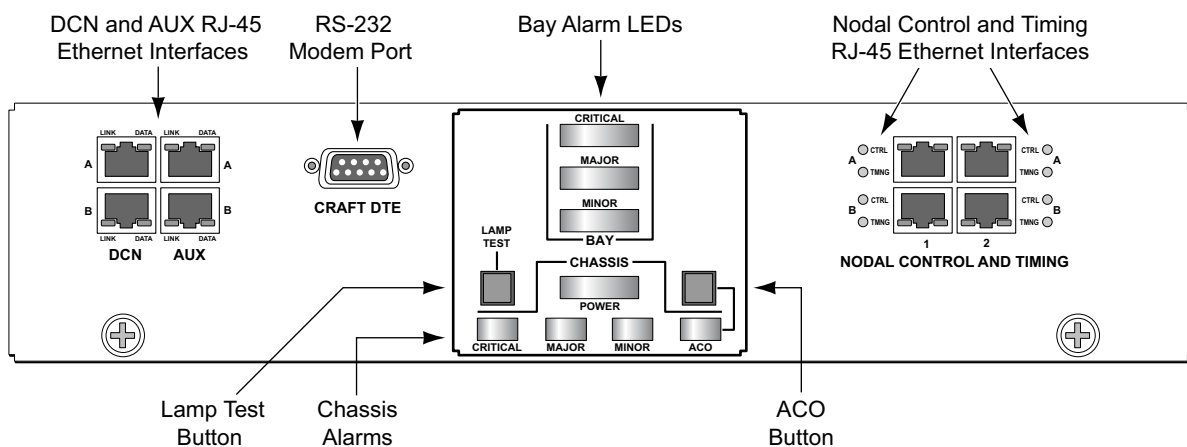 DCN and AUX RJ-45
Ethernet Interfaces
RS-232
Modem Port
Bay Alarm LEDs
Nodal Control and Timing
RJ-45 Ethernet Interfaces
LINK DATA LINK DATA
A A
B B
LINK DATA LINK DATA
DCN AUX
CRAFT DTE
CRITICAL
MAJOR
MINOR
BAY
LAMP
TEST
CHASSIS
POWER
CRITICAL MAJOR MINOR ACO
CTRL CTRL
A A
TMNG TMNG
CTRL CTRL
B B
TMNG TMNG
1 2
NODAL CONTROL AND TIMING
Lamp Test
Button
Chassis
Alarms
ACO
Button